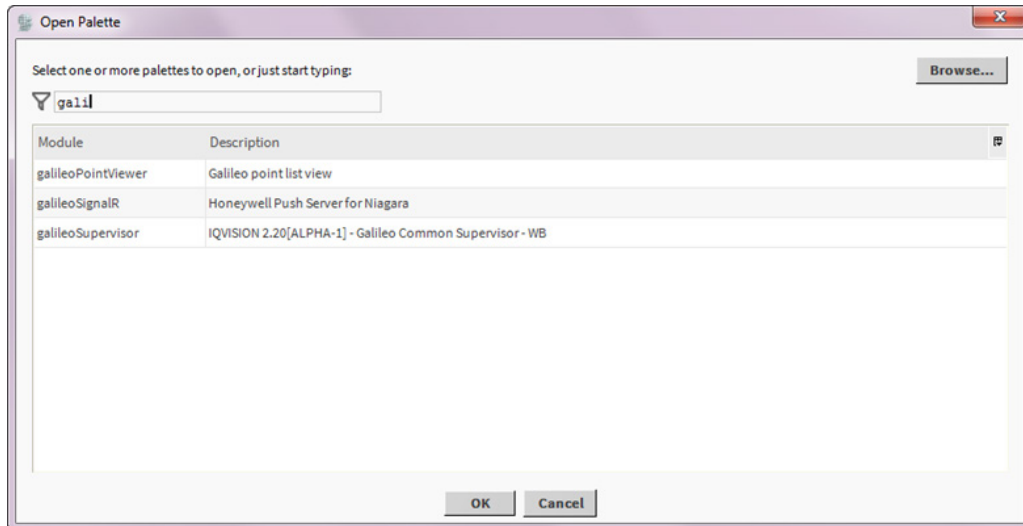 Open Palette
Select one or more palettes to open, or just start typing:
Browse...
gali
Module Description
galileoPointViewer Galileo point list view
galileoSignalR Honeywell Push Server for Niagara
galileoSupervisor IQVISION 2.20[ALPHA-1] - Galileo Common Supervisor - WB
OK Cancel